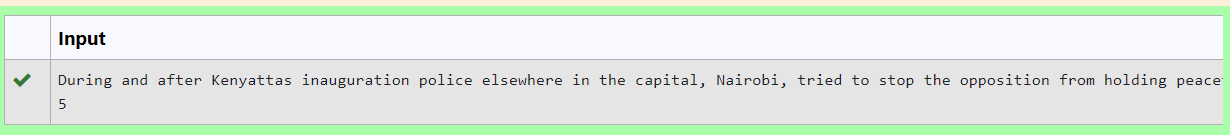 Input
During and after Kenyattas inauguration police elsewhere in the capital, Nairobi, tried to stop the opposition from holding
5